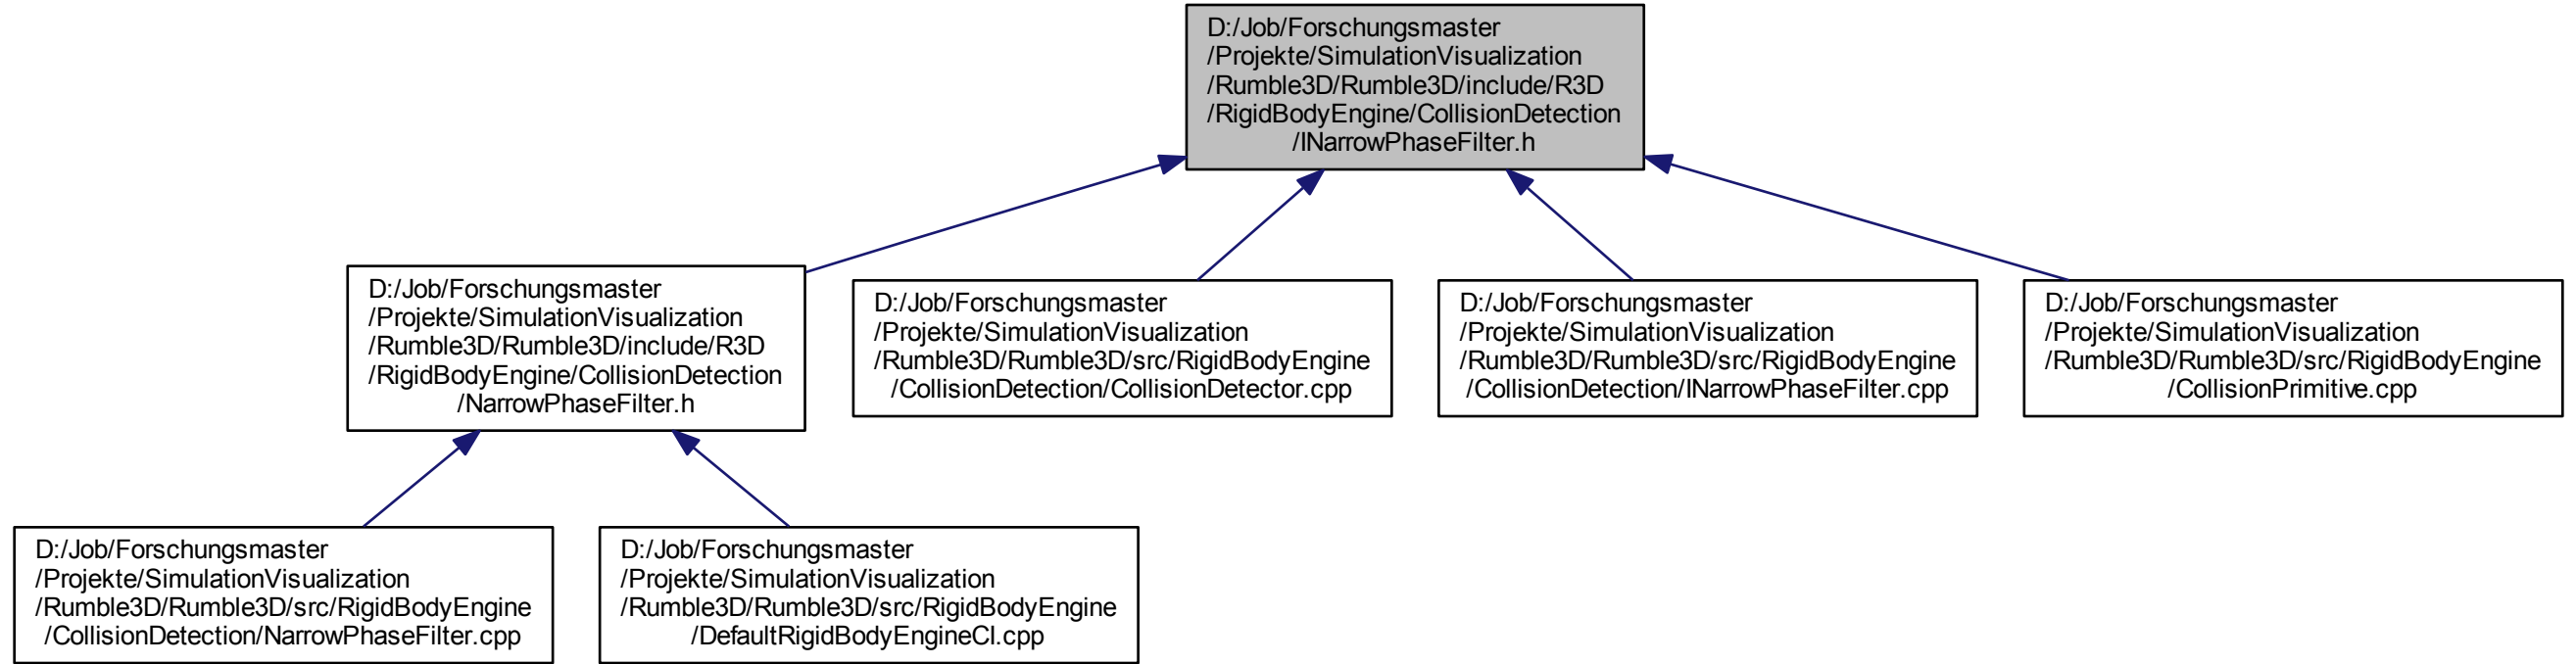 D:/Job/Forschungsmaster
/Projekte/SimulationVisualization
/Rumble3D/Rumble3D/include/R3D
/RigidBodyEngine/CollisionDetection
/INarrowPhaseFilter.h
D:/Job/Forschungsmaster
/Projekte/SimulationVisualization
/Rumble3D/Rumble3D/include/R3D
/RigidBodyEngine/CollisionDetection
/NarrowPhaseFilter.h
D:/Job/Forschungsmaster
/Projekte/SimulationVisualization
/Rumble3D/Rumble3D/src/RigidBodyEngine
/CollisionDetection/CollisionDetector.cpp
D:/Job/Forschungsmaster
/Projekte/SimulationVisualization
/Rumble3D/Rumble3D/src/RigidBodyEngine
/CollisionDetection/INarrowPhaseFilter.cpp
D:/Job/Forschungsmaster
/Projekte/SimulationVisualization
/Rumble3D/Rumble3D/src/RigidBodyEngine
/CollisionPrimitive.cpp
D:/Job/Forschungsmaster
/Projekte/SimulationVisualization
/Rumble3D/Rumble3D/src/RigidBodyEngine
/CollisionDetection/NarrowPhaseFilter.cpp
D:/Job/Forschungsmaster
/Projekte/SimulationVisualization
/Rumble3D/Rumble3D/src/RigidBodyEngine
/DefaultRigidBodyEngineCI.cpp